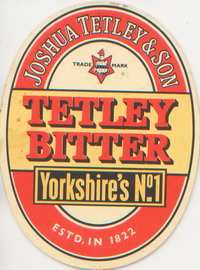 JOSHUA TETLEY & SON
TRADE MARK
TETLEY
BITTER
Yorkshire's No1
ESTD. IN 1822